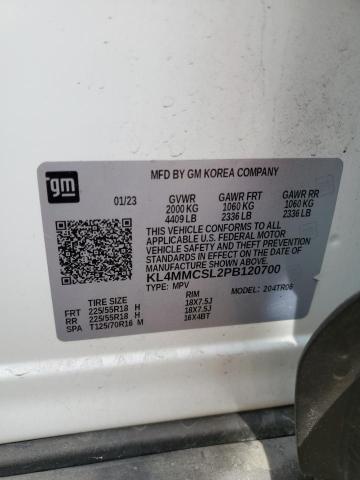 gm
MFD BY GM KOREA COMPANY
01/23 GVWR GAWR FRT GAWR RR
2000 KG 1060 KG 1060 KG
4409 LB 2336 LB 2336 LB
THIS VEHICLE CONFORMS TO ALL
APPLICABLE U.S. FEDERAL MOTOR
VEHICLE SAFETY AND THEFT PREVENTION
STANDARDS IN EFFECT ON THE DATE OF
MANUFACTURE SHOWN ABOVE.
KL4MMCSL2PB120700
TYPE: MPV MODEL: 204TR06
TIRE SIZE RIM
FRT 225/55R18 H 18X7.5J
RR 225/55R18 H 18X7.5J
SPA T125/70R16 M 16X4BT